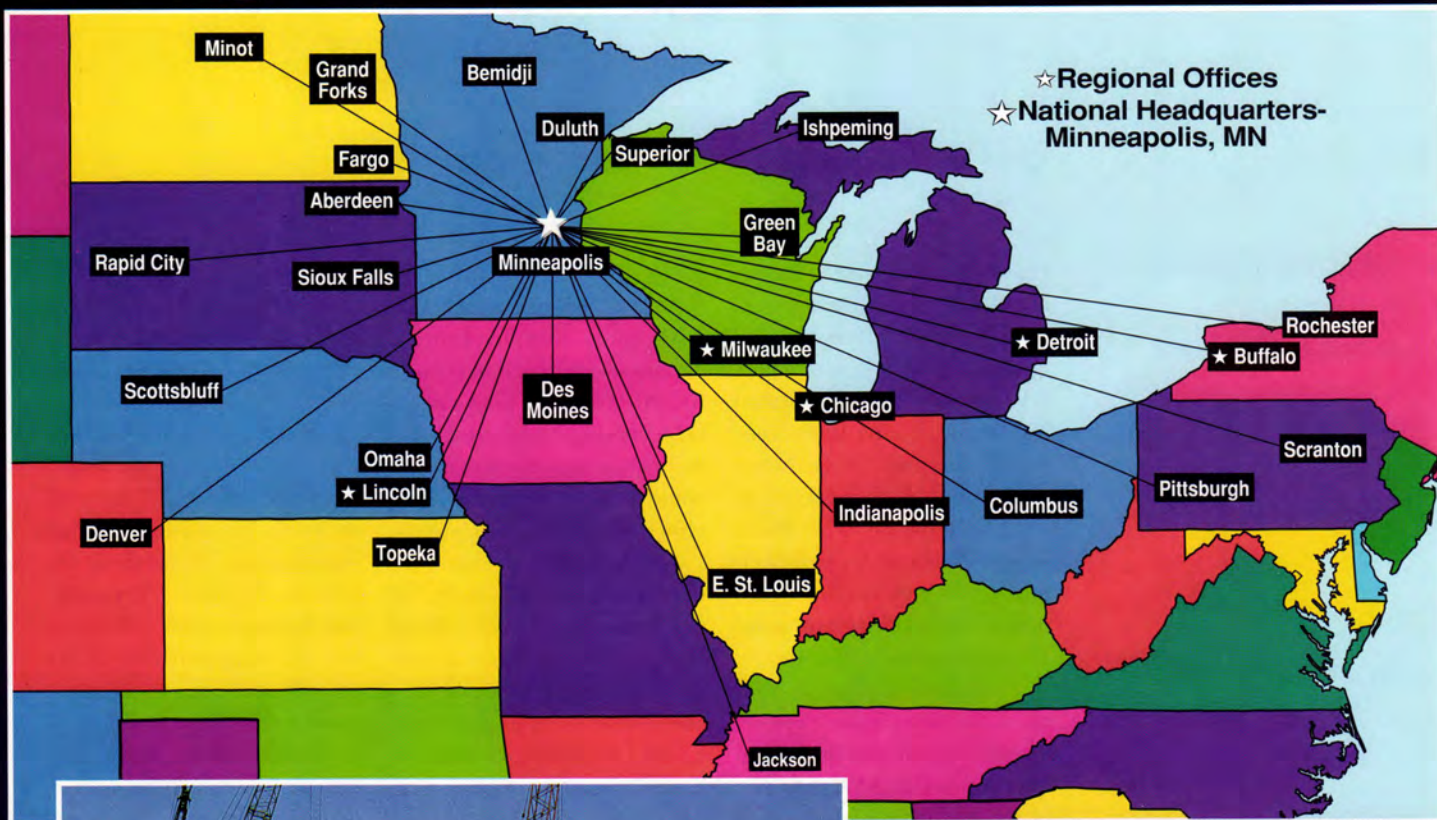 Minot
Grand
Forks
Bemidji
☆Regional Offices
☆National Headquarters-
Minneapolis, MN
Duluth
Ishpeming
Superior
Fargo
Aberdeen
Green
Bay
Rapid City
Sioux Falls
Minneapolis
Rochester
★ Milwaukee
★ Detroit
★ Buffalo
Scottsbluff
Des
Moines
★ Chicago
Omaha
Scranton
★ Lincoln
Pittsburgh
Denver
Indianapolis
Columbus
Topeka
E. St. Louis
Jackson